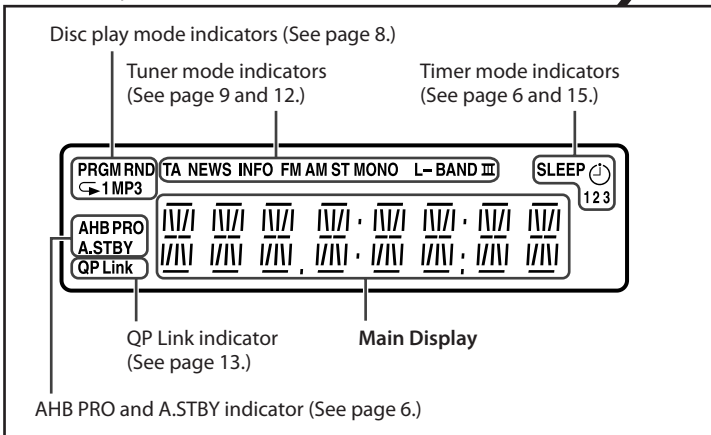 Disc play mode indicators (See page 8.)
Tuner mode indicators
(See page 9 and 12.)
Timer mode indicators
(See page 6 and 15.)
PRGM RND TA NEWS INFO FM AM ST MONO L– BAND III SLEEP
1 MP3
1 2 3
AHB PRO
A.STBY
QP Link
QP Link indicator
(See page 13.)
Main Display
AHB PRO and A.STBY indicator (See page 6.)